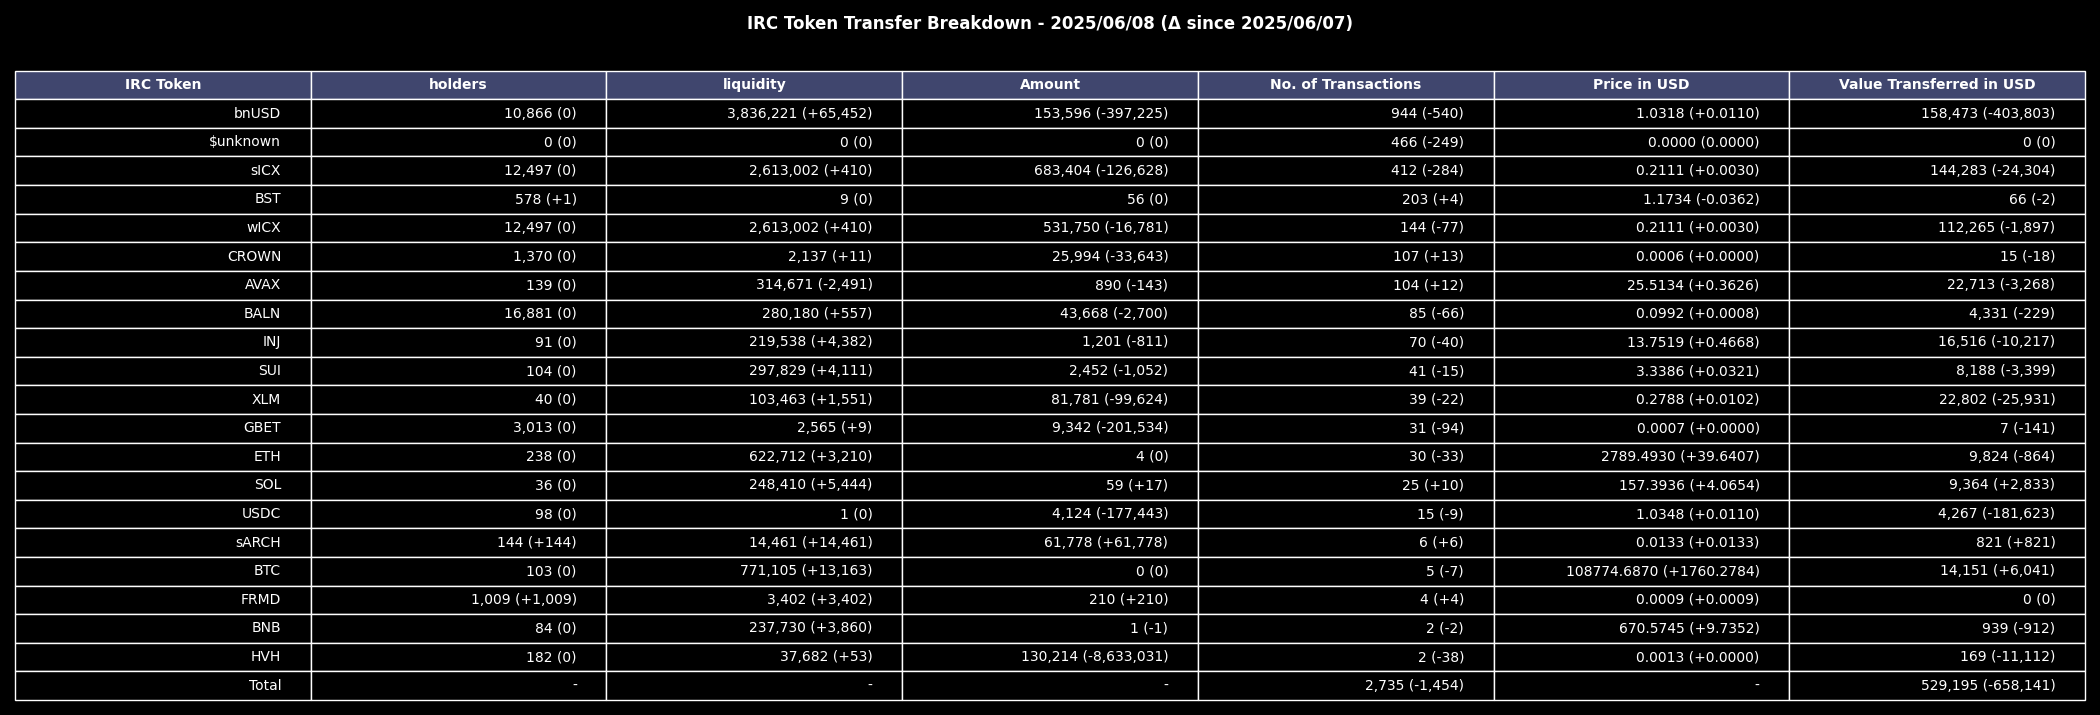 IRC Token Transfer Breakdown - 2025/06/08 (Δ since 2025/06/07)
IRC Token holders liquidity Amount No. of Transactions Price in USD Value Transferred in USD
bnUSD 10,866 (0) 3,836,221 (+65,452) 153,596 (-397,225) 944 (-540) 1.0318 (+0.0110) 158,473 (-403,803)
$unknown 0 (0) 0 (0) 0 (0) 466 (-249) 0.0000 (0.0000) 0 (0)
sICX 12,497 (0) 2,613,002 (+410) 683,404 (-126,628) 412 (-284) 0.2111 (+0.0030) 144,283 (-24,304)
BST 578 (+1) 9 (0) 56 (0) 203 (+4) 1.1734 (-0.0362) 66 (-2)
wICX 12,497 (0) 2,613,002 (+410) 531,750 (-16,781) 144 (-77) 0.2111 (+0.0030) 112,265 (-1,897)
CROWN 1,370 (0) 2,137 (+11) 25,994 (-33,643) 107 (+13) 0.0006 (+0.0000) 15 (-18)
AVAX 139 (0) 314,671 (-2,491) 890 (-143) 104 (+12) 25.5134 (+0.3626) 22,713 (-3,268)
BALN 16,881 (0) 280,180 (+557) 43,668 (-2,700) 85 (-66) 0.0992 (+0.0008) 4,331 (-229)
INJ 91 (0) 219,538 (+4,382) 1,201 (-811) 70 (-40) 13.7519 (+0.4668) 16,516 (-10,217)
SUI 104 (0) 297,829 (+4,111) 2,452 (-1,052) 41 (-15) 3.3386 (+0.0321) 8,188 (-3,399)
XLM 40 (0) 103,463 (+1,551) 81,781 (-99,624) 39 (-22) 0.2788 (+0.0102) 22,802 (-25,931)
GBET 3,013 (0) 2,565 (+9) 9,342 (-201,534) 31 (-94) 0.0007 (+0.0000) 7 (-141)
ETH 238 (0) 622,712 (+3,210) 4 (0) 30 (-33) 2789.4930 (+39.6407) 9,824 (-864)
SOL 36 (0) 248,410 (+5,444) 59 (+17) 25 (+10) 157.3936 (+4.0654) 9,364 (+2,833)
USDC 98 (0) 1 (0) 4,124 (-177,443) 15 (-9) 1.0348 (+0.0110) 4,267 (-181,623)
sARCH 144 (+144) 14,461 (+14,461) 61,778 (+61,778) 6 (+6) 0.0133 (+0.0133) 821 (+821)
BTC 103 (0) 771,105 (+13,163) 0 (0) 5 (-7) 108774.6870 (+1760.2784) 14,151 (+6,041)
FRMD 1,009 (+1,009) 3,402 (+3,402) 210 (+210) 4 (+4) 0.0009 (+0.0009) 0 (0)
BNB 84 (0) 237,730 (+3,860) 1 (-1) 2 (-2) 670.5745 (+9.7352) 939 (-912)
HVH 182 (0) 37,682 (+53) 130,214 (-8,633,031) 2 (-38) 0.0013 (+0.0000) 169 (-11,112)
Total - - - 2,735 (-1,454) - 529,195 (-658,141)